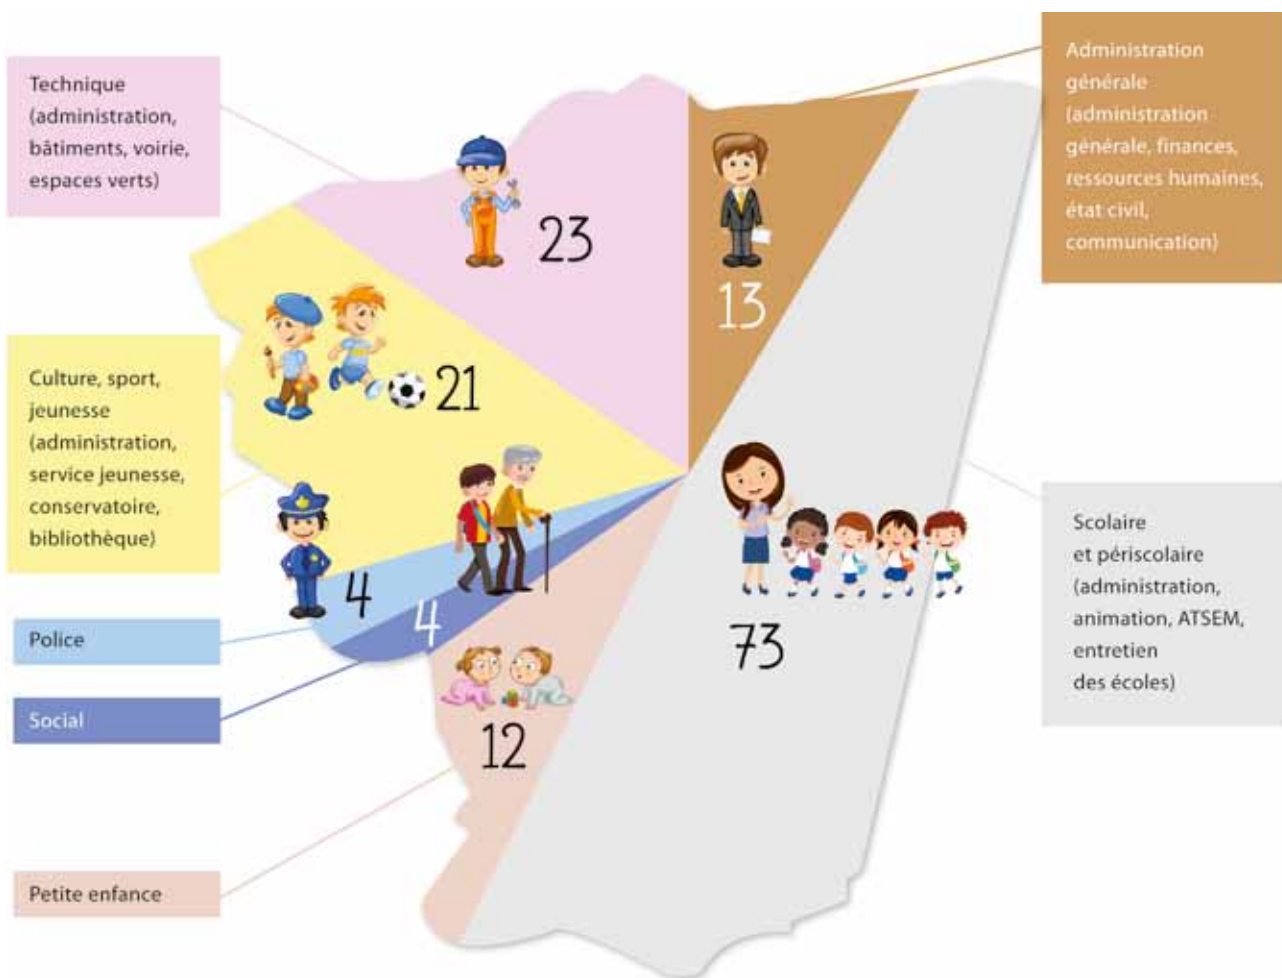 Technique
(administration,
bâtiments, voirie,
espaces verts)
23
Administration
générale
(administration
générale, finances,
ressources humaines,
état civil,
communication)
13
Culture, sport,
jeunesse
(administration,
service jeunesse,
conservatoire,
bibliothèque)
21
Police
4
Social
4
Petite enfance
12
Scolaire
et périscolaire
(administration,
animation, ATSEM,
entretien
des écoles)
73